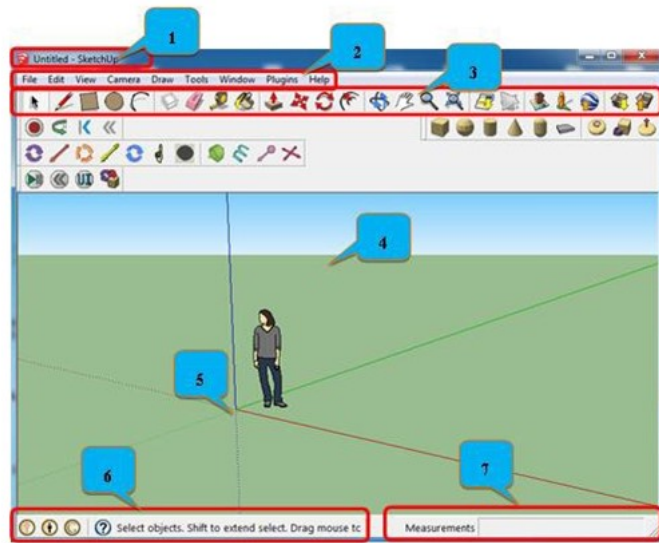 1
Untitled - SketchUp
2
File Edit View Camera Draw Tools Window Plugins Help
3
UI
4
5
6
7
Select objects. Shift to extend select. Drag mouse tc
Measurements